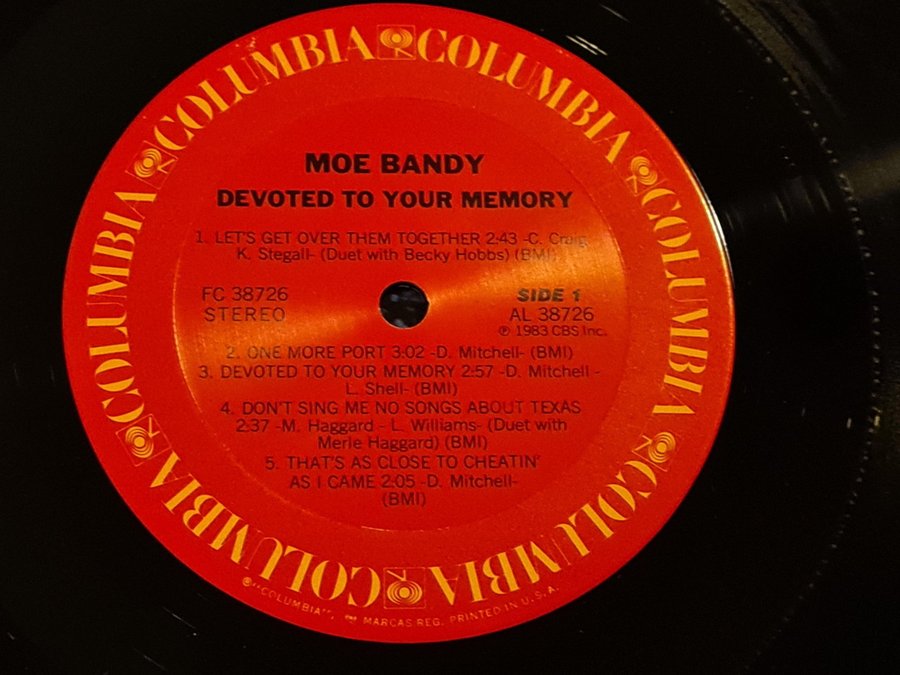 COLUMBIA COLUMBIA COLUMBIA COLUMBIA COLUMBIA COLUMBIA COLUMBIA COLUMBIA
MOE BANDY
DEVOTED TO YOUR MEMORY
1. LET'S GET OVER THEM TOGETHER 2:43 -C. Craig
K. Stegall- (Duet with Becky Hobbs) (BMI)
FC 38726
STEREO
SIDE 1
AL 38726
℗ 1983 CBS Inc.
2. ONE MORE PORT 3:02 -D. Mitchell- (BMI)
3. DEVOTED TO YOUR MEMORY 2:57 -D. Mitchell -
L. Shell- (BMI)
4. DON'T SING ME NO SONGS ABOUT TEXAS
2:37 -M. Haggard - L. Williams- (Duet with
Merle Haggard) (BMI)
5. THAT'S AS CLOSE TO CHEATIN'
AS I CAME 2:05 -D. Mitchell-
(BMI)
® "COLUMBIA", MARCAS REG. PRINTED IN U.S.A.